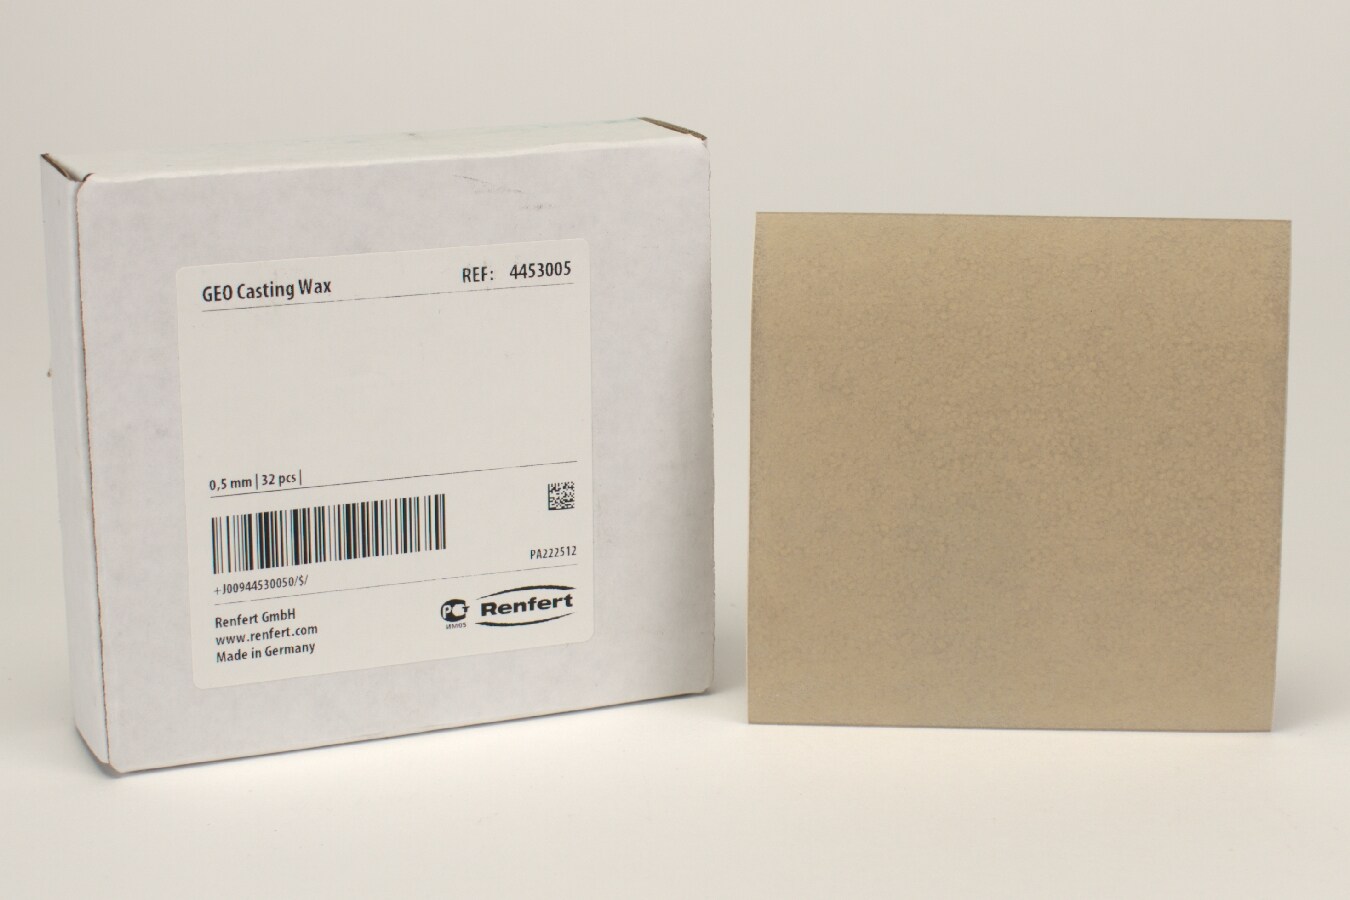 GEO Casting Wax REF: 4453005
0,5 mm | 32 pcs |
PA222512
+J00944530050/$/
Renfert GmbH
www.renfert.com
Made in Germany
Renfert